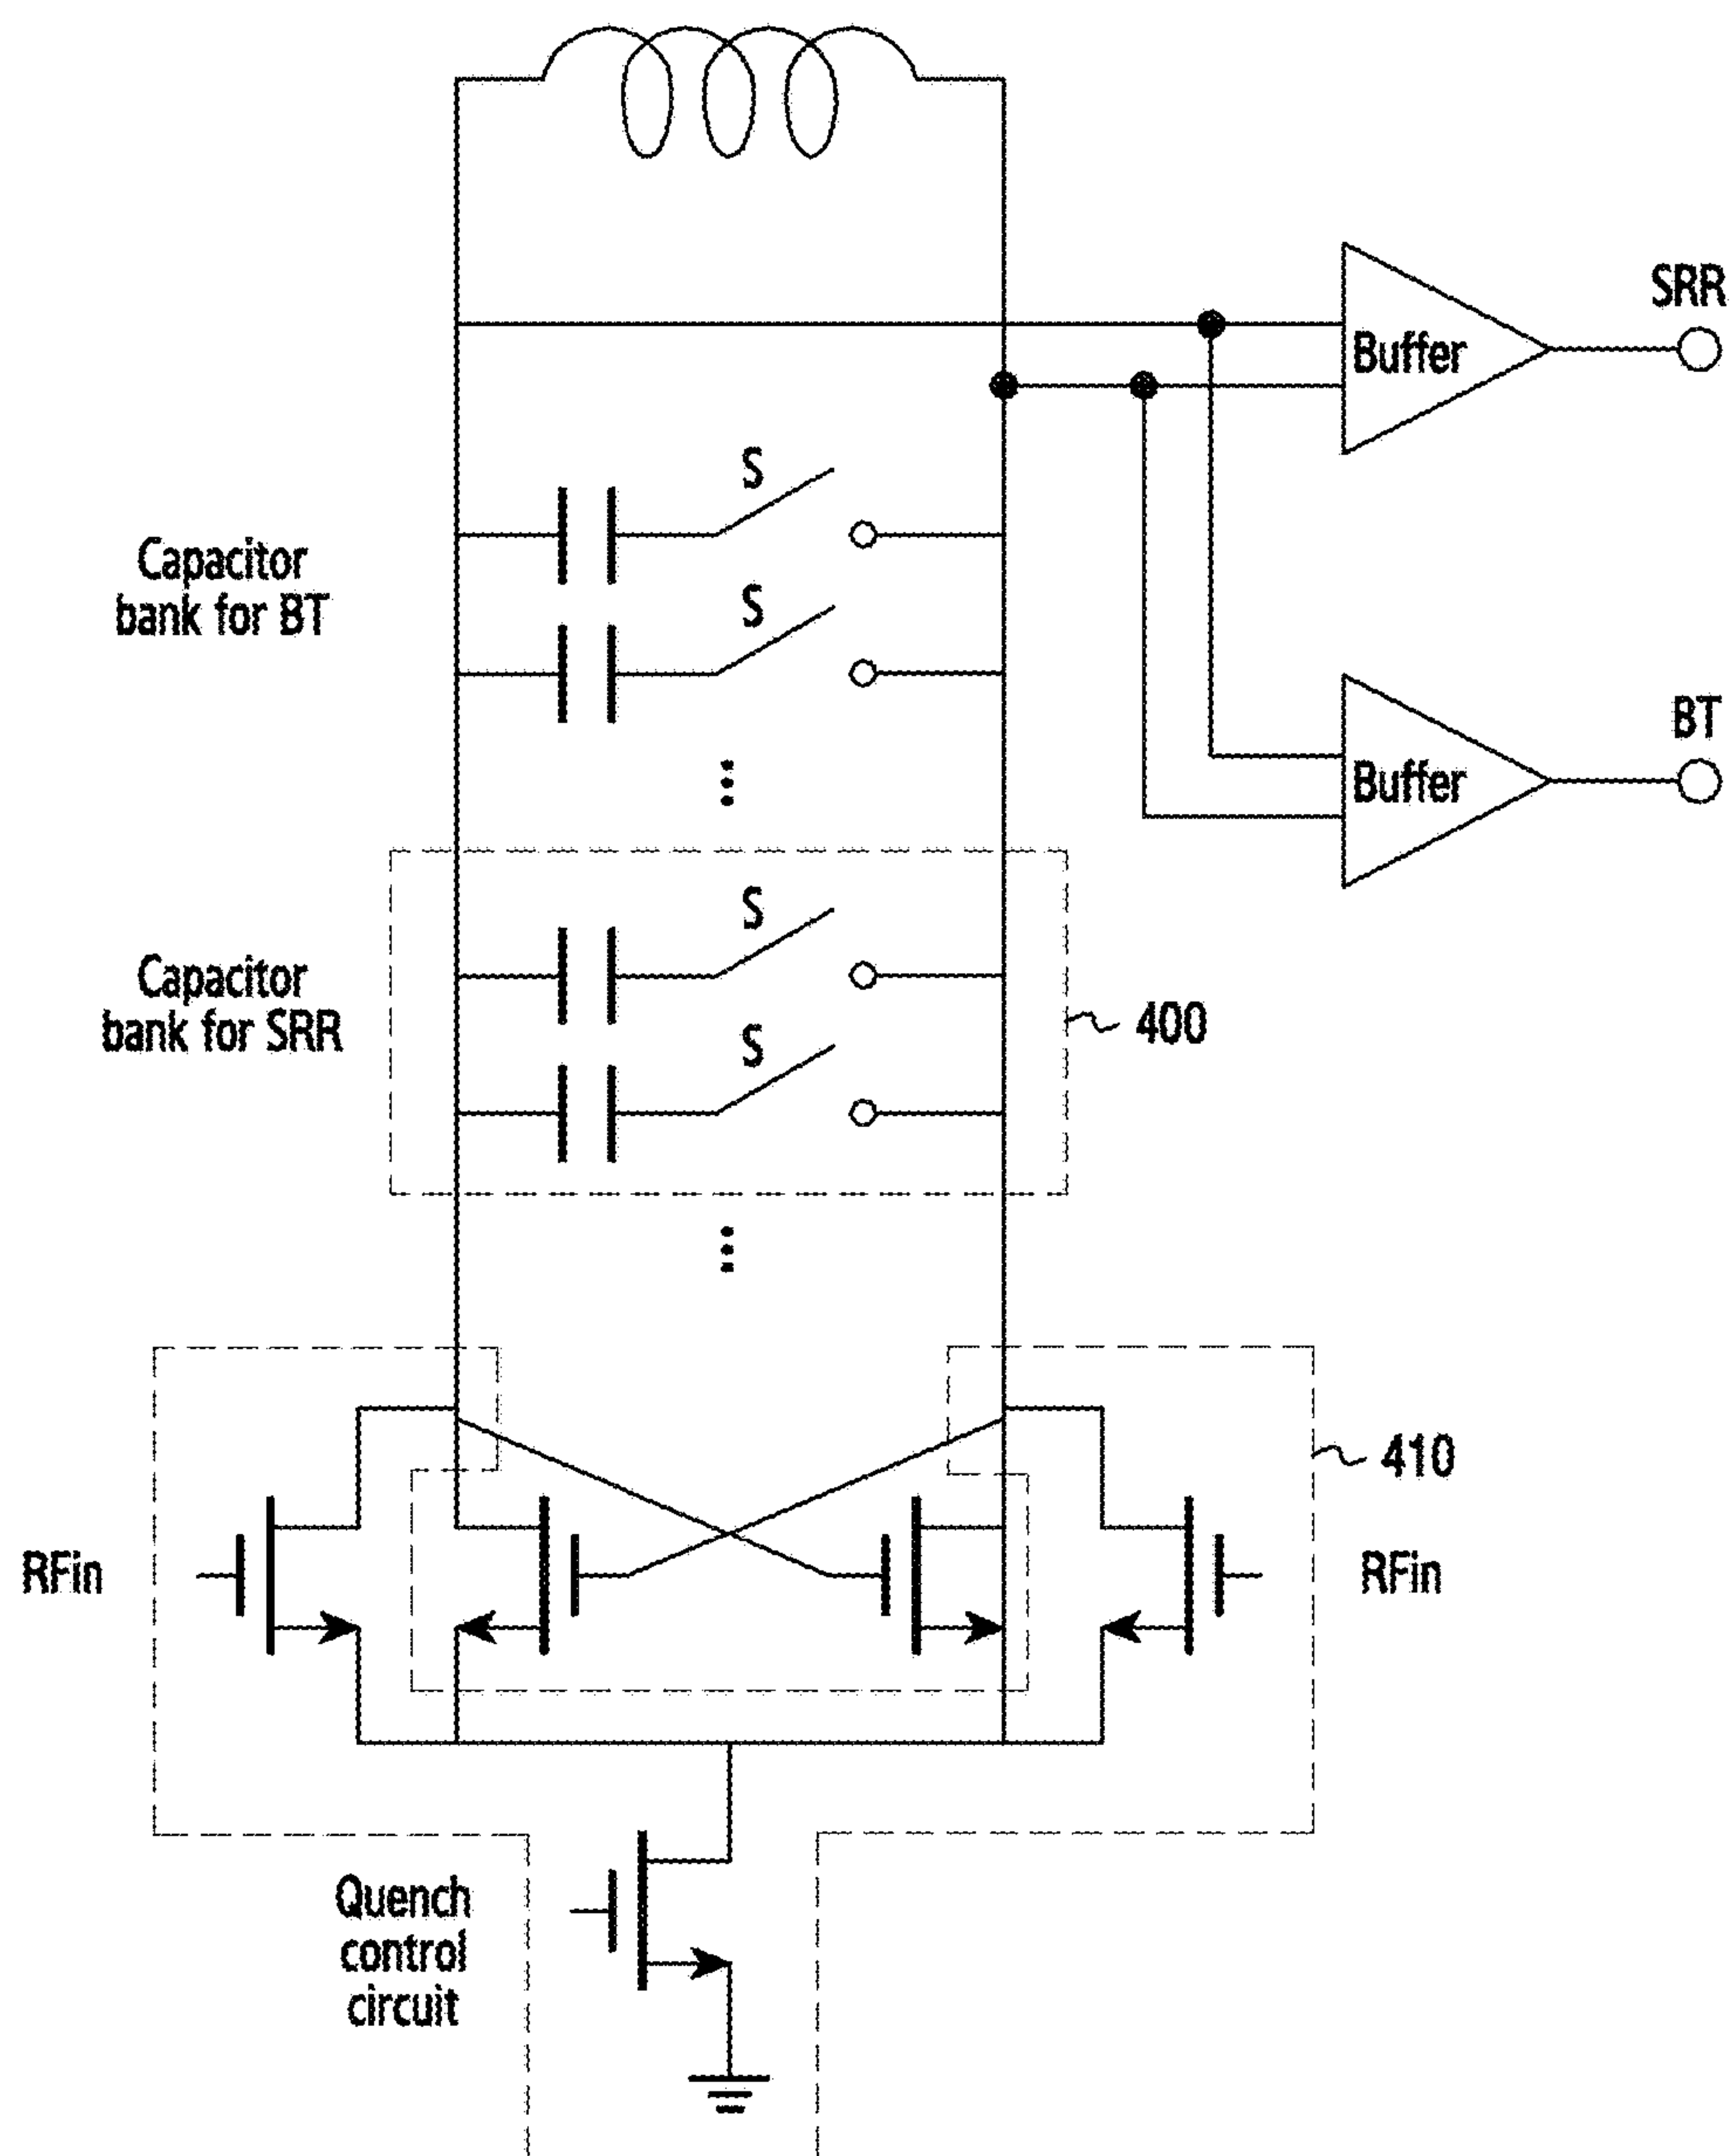 SRR
Buffer
S
Capacitor
bank for BT
S
BT
Buffer
S
Capacitor
bank for SRR
400
S
410
RFin
RFin
Quench
control
circuit